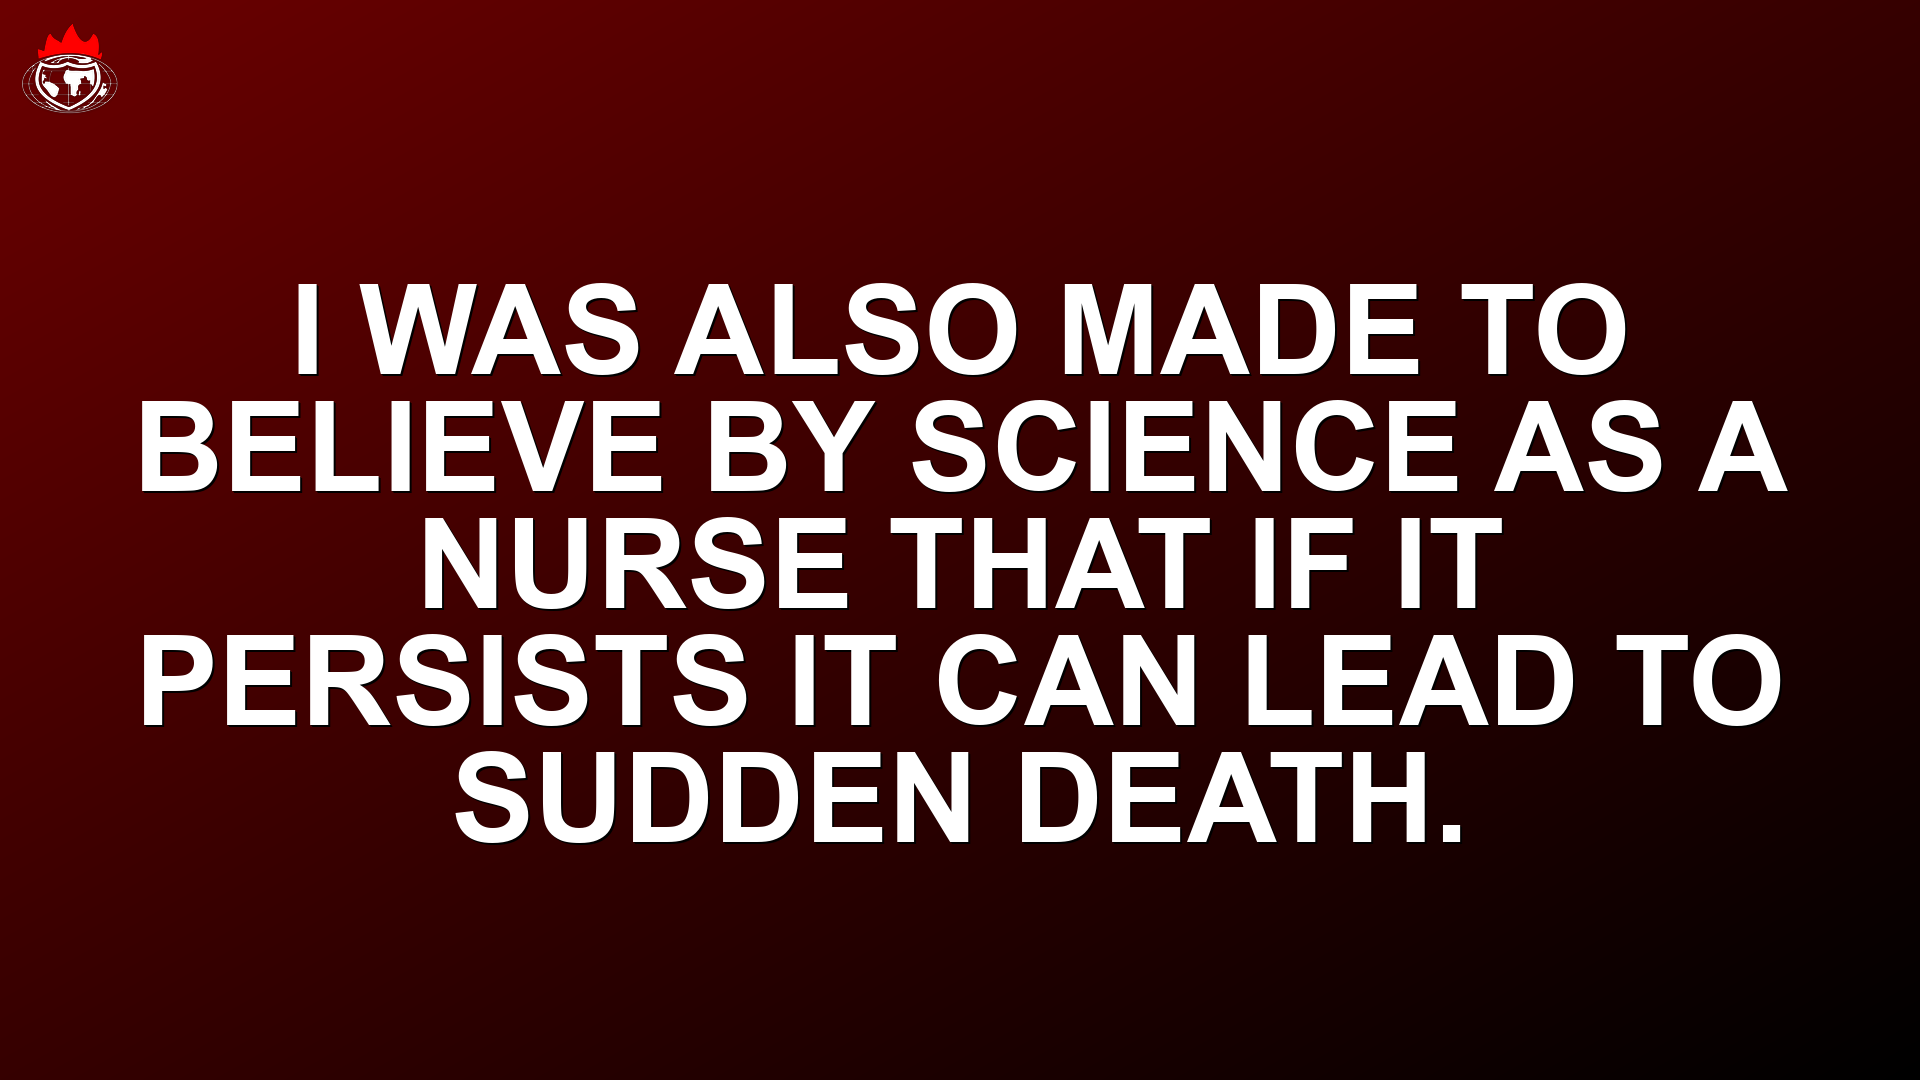 I WAS ALSO MADE TO
BELIEVE BY SCIENCE AS A
NURSE THAT IF IT
PERSISTS IT CAN LEAD TO
SUDDEN DEATH.